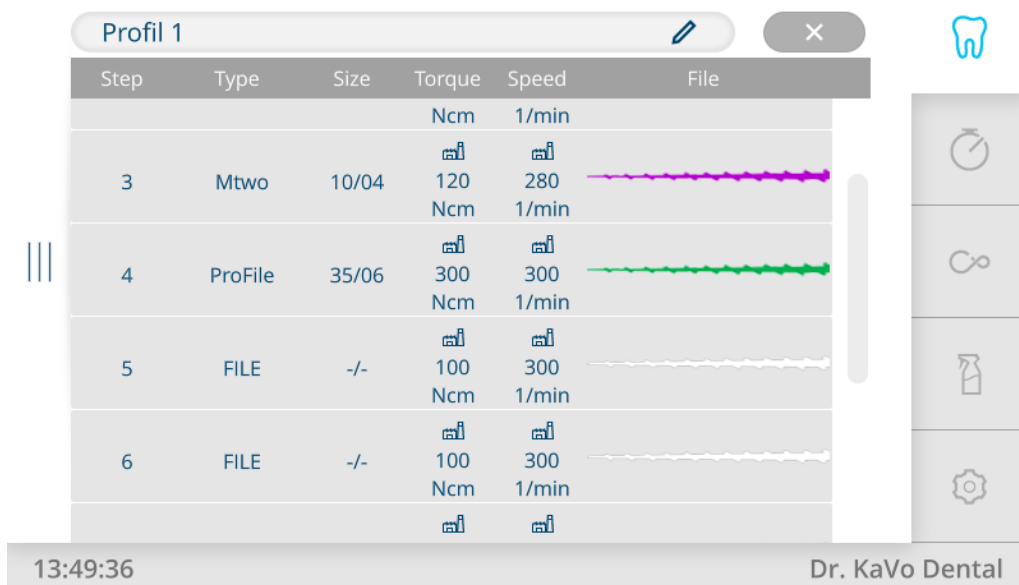 Profil 1
Step Type Size Torque Speed File
Ncm 1/min
3 Mtwo 10/04 120 280
Ncm 1/min
4 ProFile 35/06 300 300
Ncm 1/min
5 FILE -/- 100 300
Ncm 1/min
6 FILE -/- 100 300
Ncm 1/min
13:49:36 Dr. KaVo Dental